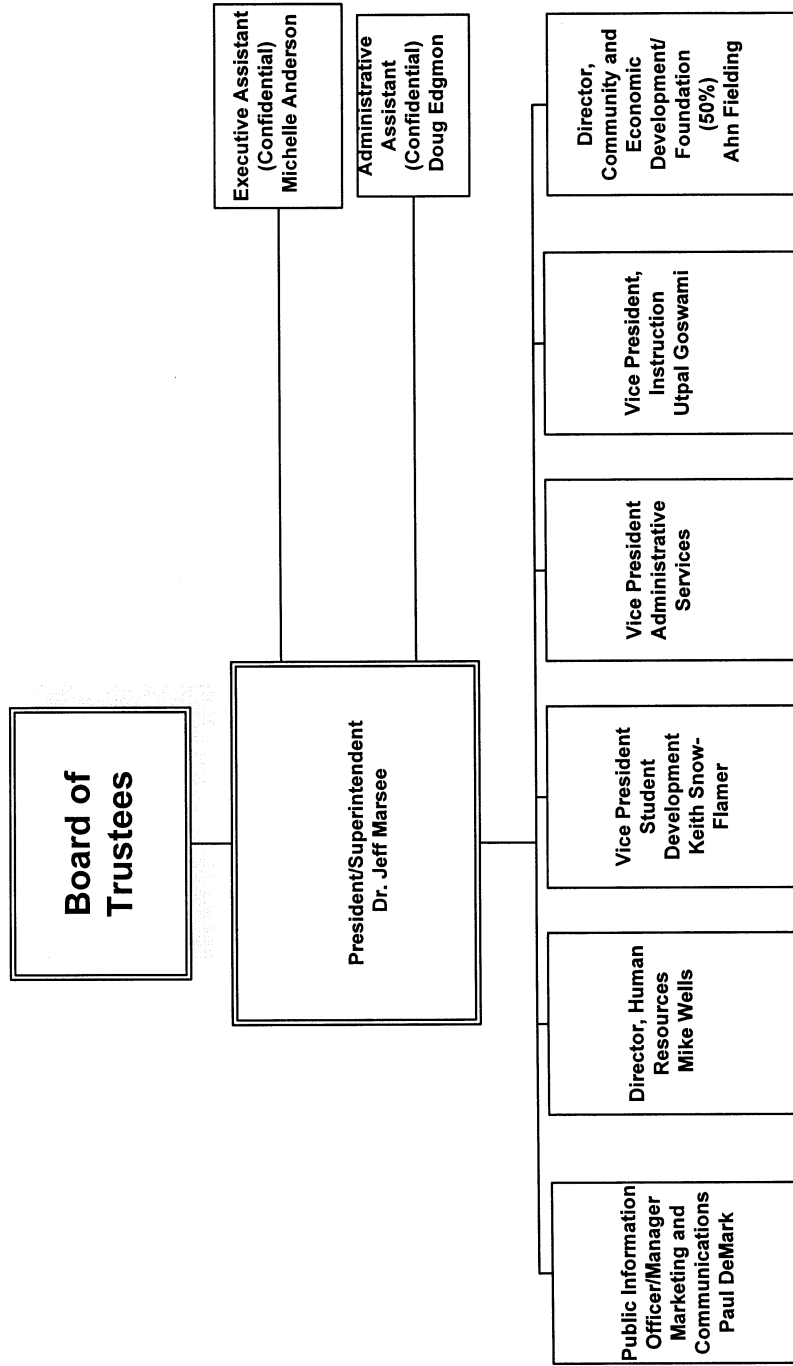 Board of
Trustees
President/Superintendent
Dr. Jeff Marsee
Executive Assistant
(Confidential)
Michelle Anderson
Administrative
Assistant
(Confidential)
Doug Edgmon
Public Information
Officer/Manager
Marketing and
Communications
Paul DeMark
Director, Human
Resources
Mike Wells
Vice President
Student
Development
Keith Snow-
Flamer
Vice President
Administrative
Services
Vice President,
Instruction
Utpal Goswami
Director,
Community and
Economic
Development/
Foundation
(50%)
Ahn Fielding